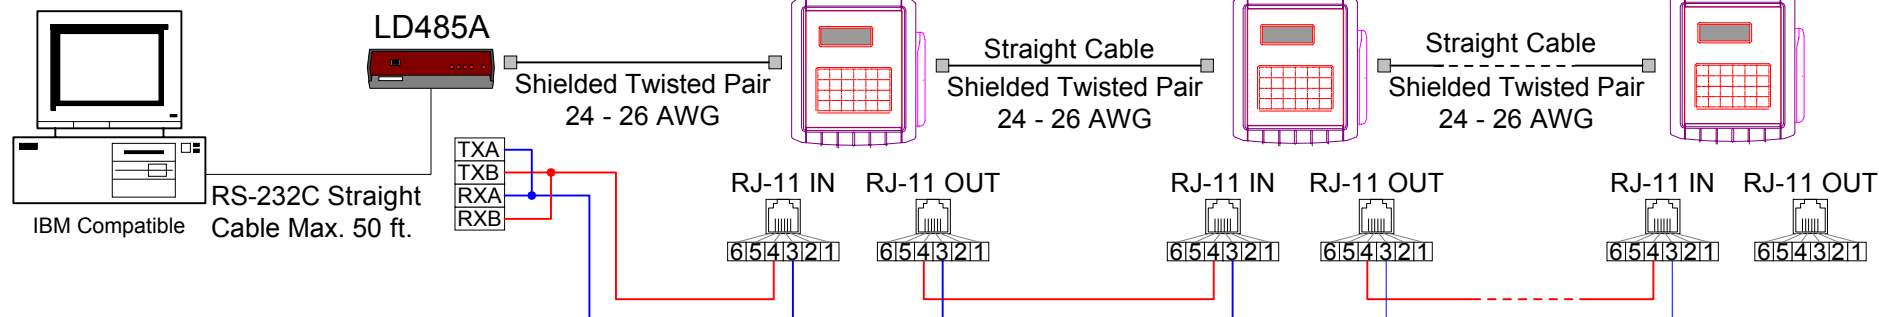 LD485A
Shielded Twisted Pair
24 - 26 AWG
Straight Cable
Shielded Twisted Pair
24 - 26 AWG
Straight Cable
Shielded Twisted Pair
24 - 26 AWG
IBM Compatible
RS-232C Straight
Cable Max. 50 ft.
TXA
TXB
RXA
RXB
RJ-11 IN
RJ-11 OUT
RJ-11 IN
RJ-11 OUT
RJ-11 IN
RJ-11 OUT
6 5 4 3 2 1
6 5 4 3 2 1
6 5 4 3 2 1
6 5 4 3 2 1
6 5 4 3 2 1
6 5 4 3 2 1